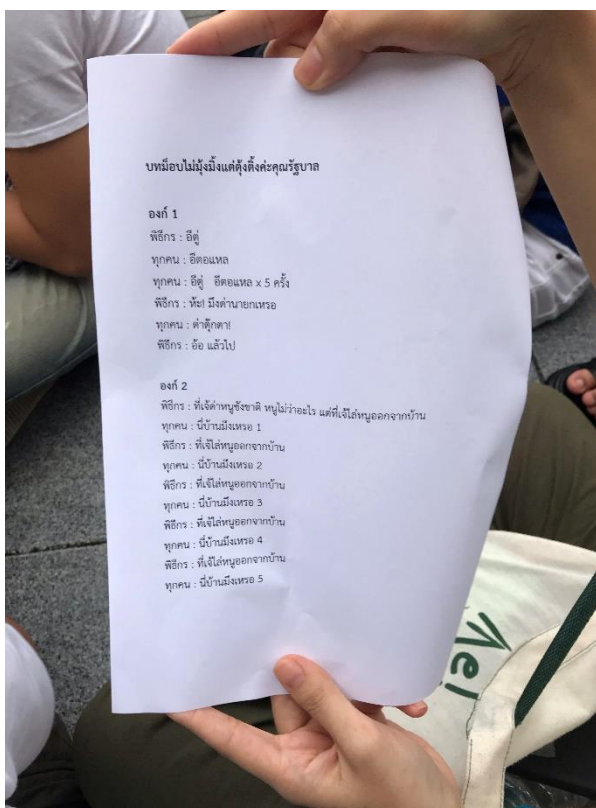 บทม็อบไม่มุ้งมิ้งแต่ตุ้งติ้งค่ะคุณรัฐบาล
องก์ 1
พิธีกร : อีตู่
ทุกคน : อีตอแหล
ทุกคน : อีตู่ อีตอแหล x 5 ครั้ง
พิธีกร : ห้ะ! มึงด่านายกเหรอ
ทุกคน : ด่าตุ๊กตา!
พิธีกร : อ้อ แล้วไป
องก์ 2
พิธีกร : ที่เจ้ด่าหนูชังชาติ หนูไม่ว่าอะไร แต่ที่เจ้ไล่หนูออกจากบ้าน
ทุกคน : นี่บ้านมึงเหรอ 1
พิธีกร : ที่เจ้ไล่หนูออกจากบ้าน
ทุกคน : นี่บ้านมึงเหรอ 2
พิธีกร : ที่เจ้ไล่หนูออกจากบ้าน
ทุกคน : นี่บ้านมึงเหรอ 3
พิธีกร : ที่เจ้ไล่หนูออกจากบ้าน
ทุกคน : นี่บ้านมึงเหรอ 4
พิธีกร : ที่เจ้ไล่หนูออกจากบ้าน
ทุกคน : นี่บ้านมึงเหรอ 5